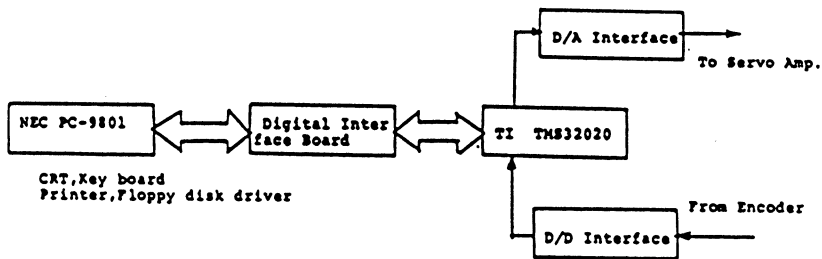 D/A Interface
To Servo Amp.
NEC PC-9801
Digital Inter
face Board
TI TMS32020
CRT,Key board
Printer,Floppy disk driver
From Encoder
D/D Interface